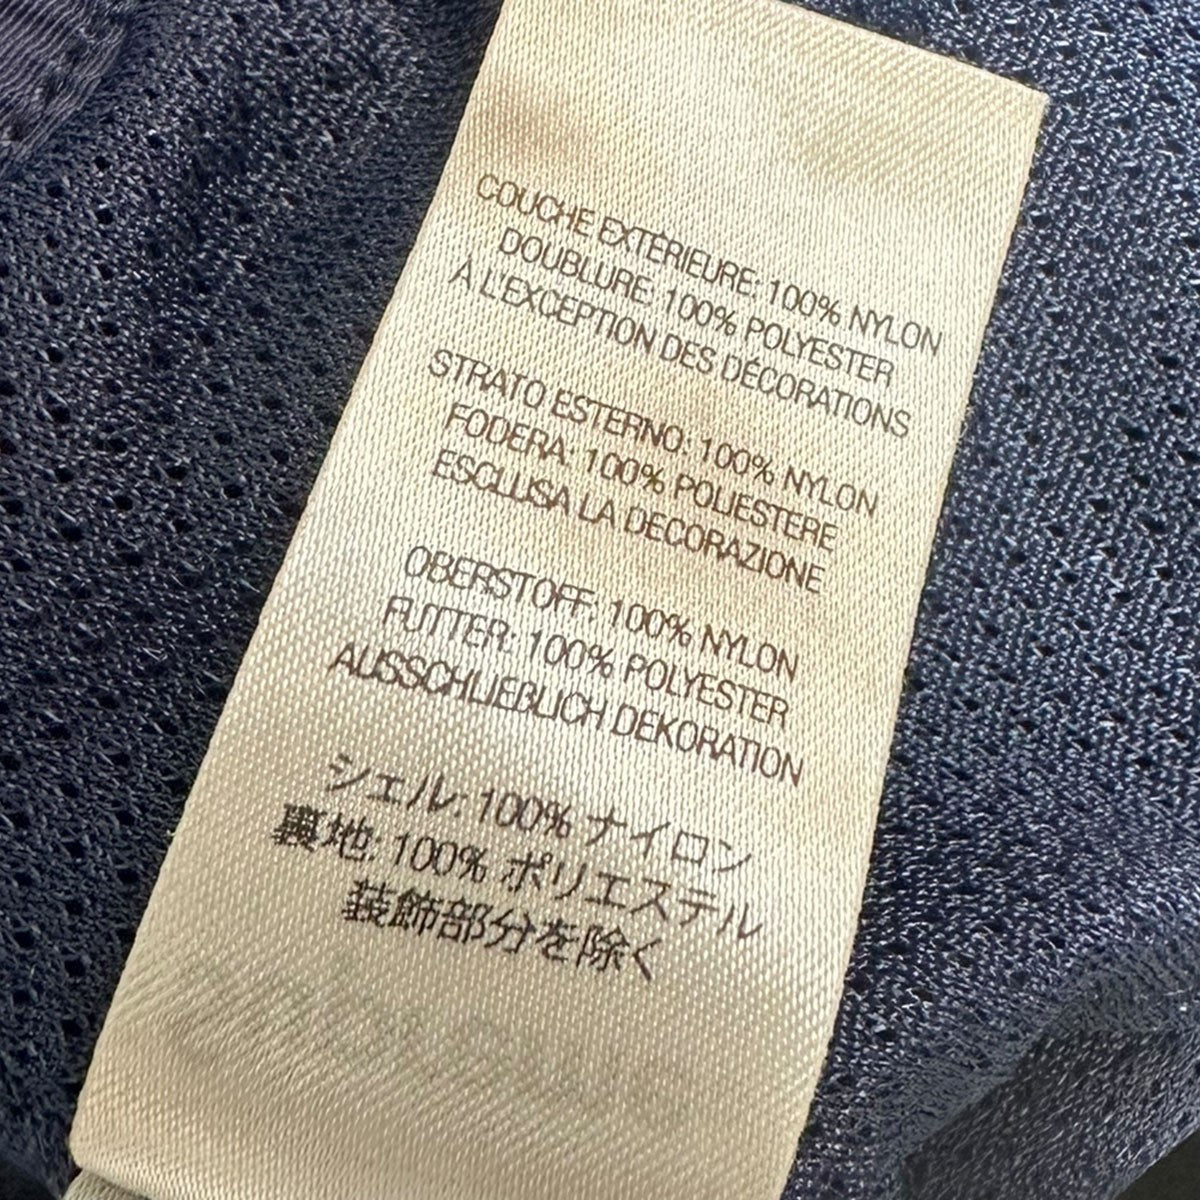 COUCHE EXTÉRIEURE: 100% NYLON
DOUBLURE: 100% POLYESTER
À L'EXCEPTION DES DÉCORATIONS
STRATO ESTERNO: 100% NYLON
FODERA: 100% POLIESTERE
ESCLUSA LA DECORAZIONE
OBERSTOFF: 100% NYLON
FUTTER: 100% POLYESTER
AUSSCHLIEBLICH DEKORATION
シェル: 100% ナイロン
裏地: 100% ポリエステル
装飾部分を除く